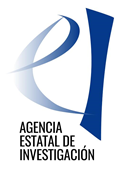 AGENCIA
ESTATAL DE
INVESTIGACIÓN